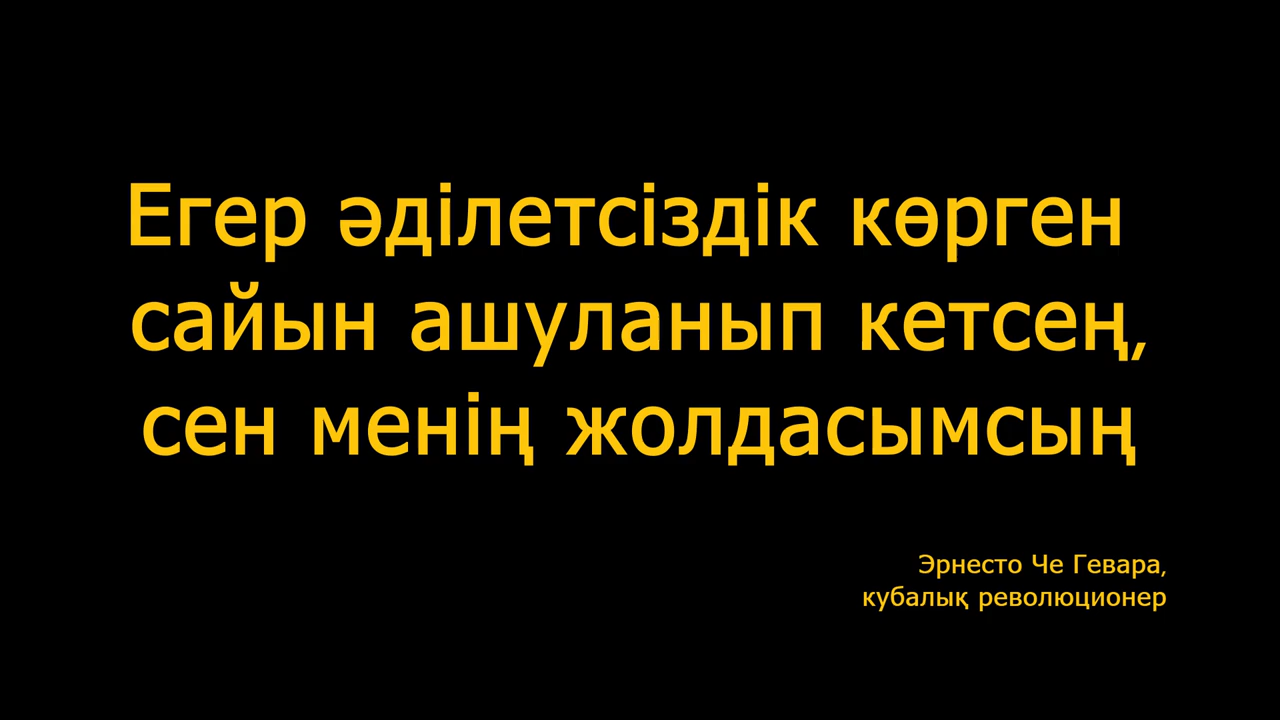 Егер әділетсіздік көрген
сайын ашуланып кетсең,
сен менің жолдасымсың
Эрнесто Че Гевара,
кубалық революционер